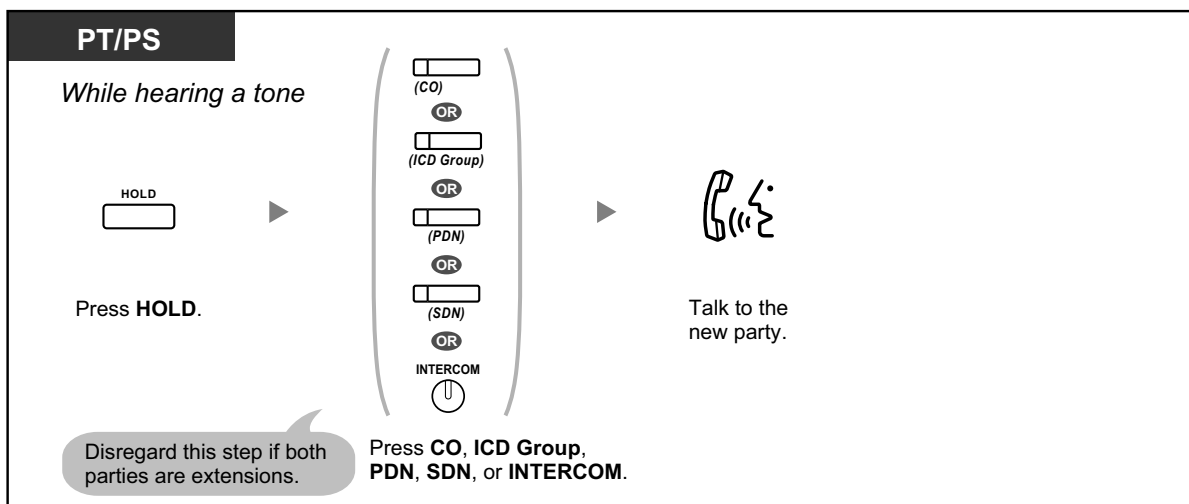 PT/PS
While hearing a tone
HOLD
Press HOLD.
(CO)
OR
(ICD Group)
OR
(PDN)
OR
(SDN)
OR
INTERCOM
Disregard this step if both
parties are extensions.
Press CO, ICD Group,
PDN, SDN, or INTERCOM.
Talk to the
new party.